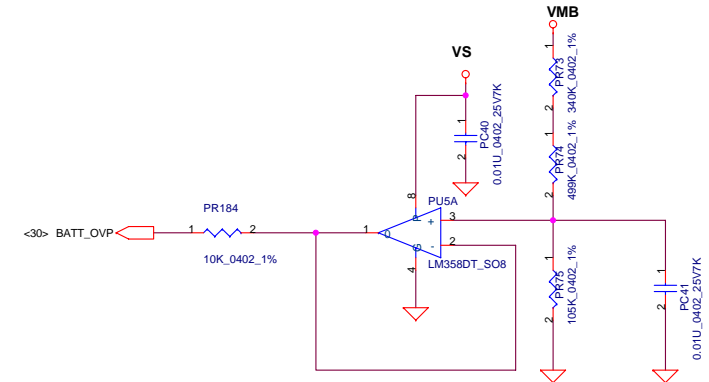 VMB
VS
1
PR73
340K_0402_1%
2
1
PR74
499K_0402_1%
2
1
PC40
0.01U_0402_25V7K
2
8
PU5A
P
+
3
-
2
0
1
G
4
LM358DT_SO8
PR184
1
2
10K_0402_1%
<30> BATT_OVP
1
PR75
105K_0402_1%
2
1
PC41
0.01U_0402_25V7K
2